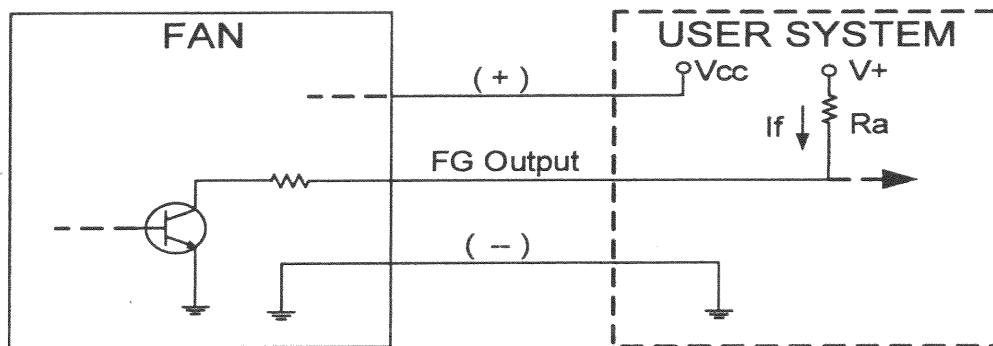 FAN
USER SYSTEM
( + )
Vcc
V+
If
Ra
FG Output
( − )